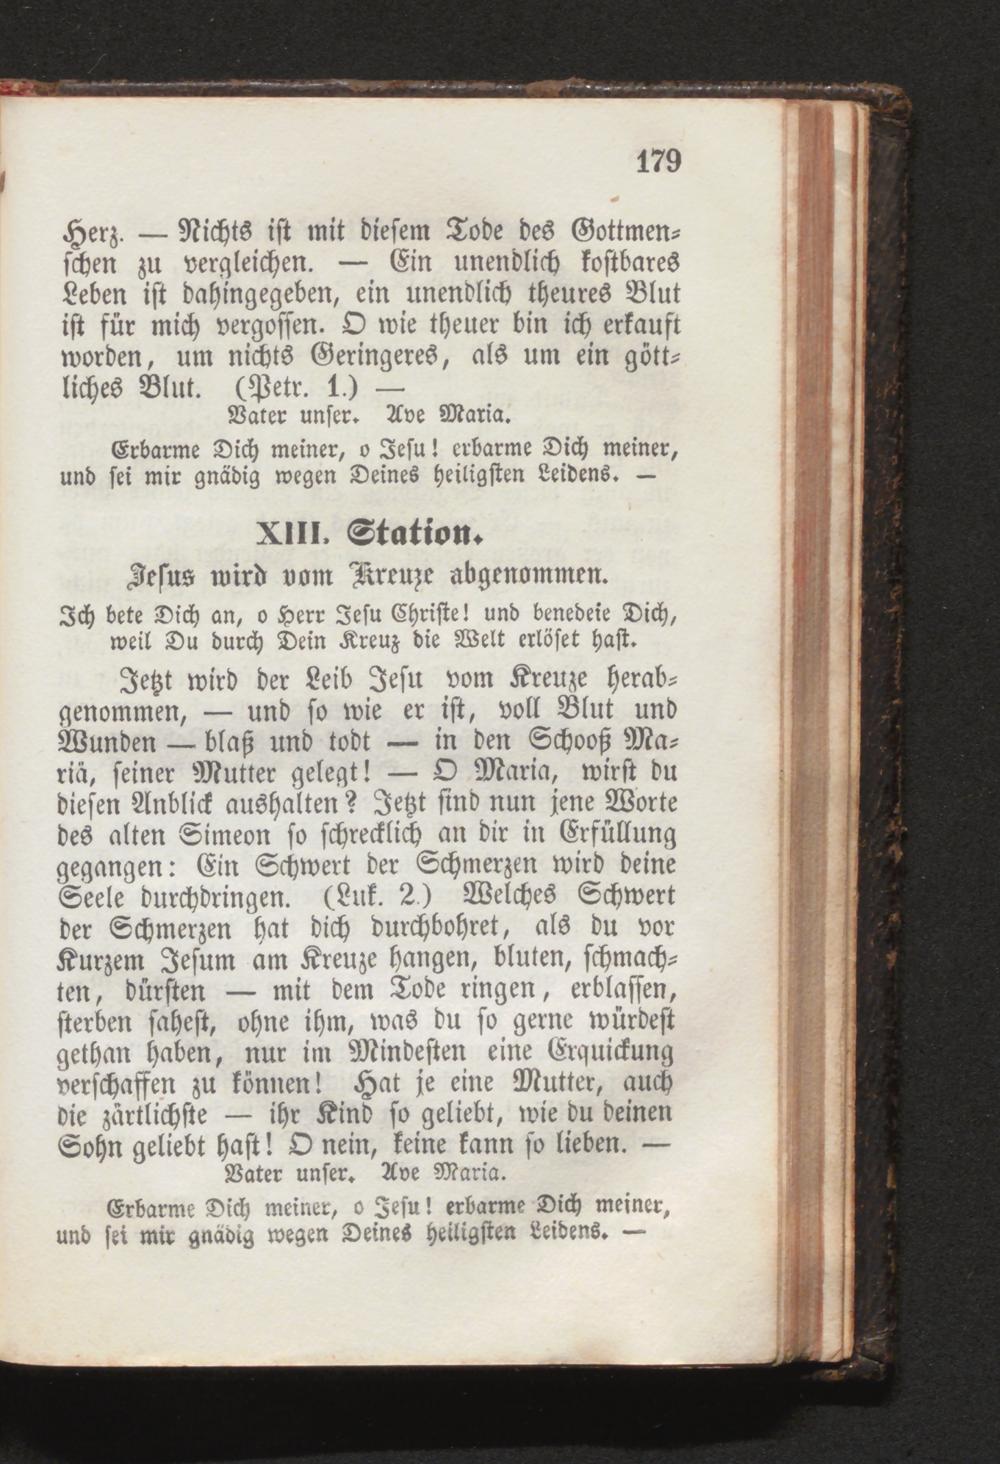 179
Herz. — Nichts ist mit diesem Tode des Gottmen-
schen zu vergleichen. — Ein unendlich kostbares
Leben ist dahingegeben, ein unendlich theures Blut
ist für mich vergossen. O wie theuer bin ich erkauft
worden, um nichts Geringeres, als um ein gött-
liches Blut. (Petr. 1.) —
Vater unser. Ave Maria.
Erbarme Dich meiner, o Jesu! erbarme Dich meiner,
und sei mir gnädig wegen Deines heiligsten Leidens. —
XIII. Station.
Jesus wird vom Kreuze abgenommen.
Ich bete Dich an, o Herr Jesu Christe! und benedeie Dich,
weil Du durch Dein Kreuz die Welt erlöset hast.
Jetzt wird der Leib Jesu vom Kreuze herab-
genommen, — und so wie er ist, voll Blut und
Wunden — blaß und todt — in den Schooß Ma-
riä, seiner Mutter gelegt! — O Maria, wirst du
diesen Anblick aushalten? Jetzt sind nun jene Worte
des alten Simeon so schrecklich an dir in Erfüllung
gegangen: Ein Schwert der Schmerzen wird deine
Seele durchdringen. (Luk. 2.) Welches Schwert
der Schmerzen hat dich durchbohret, als du vor
Kurzem Jesum am Kreuze hangen, bluten, schmach-
ten, dürsten — mit dem Tode ringen, erblassen,
sterben sahest, ohne ihm, was du so gerne würdest
gethan haben, nur im Mindesten eine Erquickung
verschaffen zu können! Hat je eine Mutter, auch
die zärtlichste — ihr Kind so geliebt, wie du deinen
Sohn geliebt hast! O nein, keine kann so lieben. —
Vater unser. Ave Maria.
Erbarme Dich meiner, o Jesu! erbarme Dich meiner,
und sei mir gnädig wegen Deines heiligsten Leidens. —